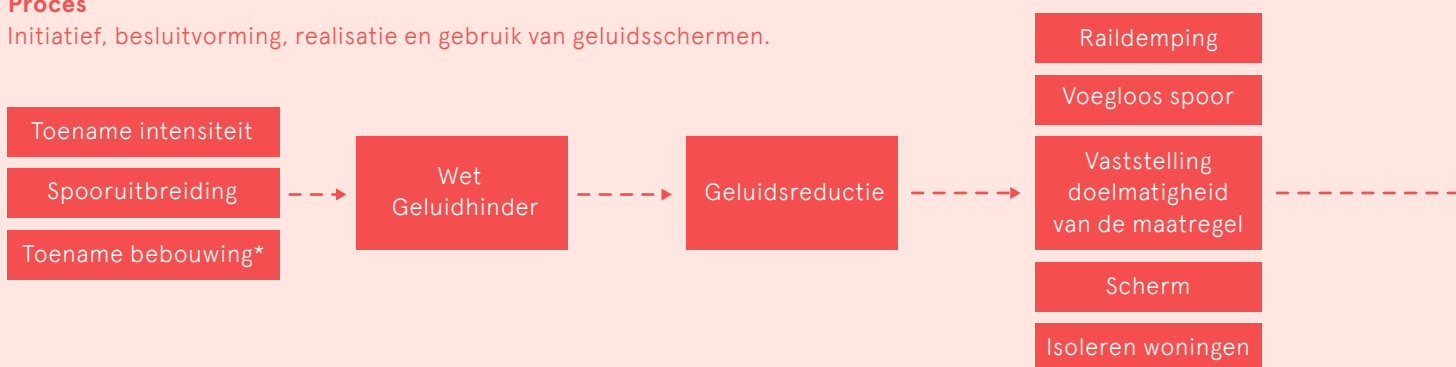 Proces
Initiatief, besluitvorming, realisatie en gebruik van geluidsschermen.
Toename intensiteit
Spooruitbreiding
Toename bebouwing*
Wet
Geluidhinder
Geluidsreductie
Raildemping
Voegloos spoor
Vaststelling
doelmatigheid
van de maatregel
Scherm
Isoleren woningen